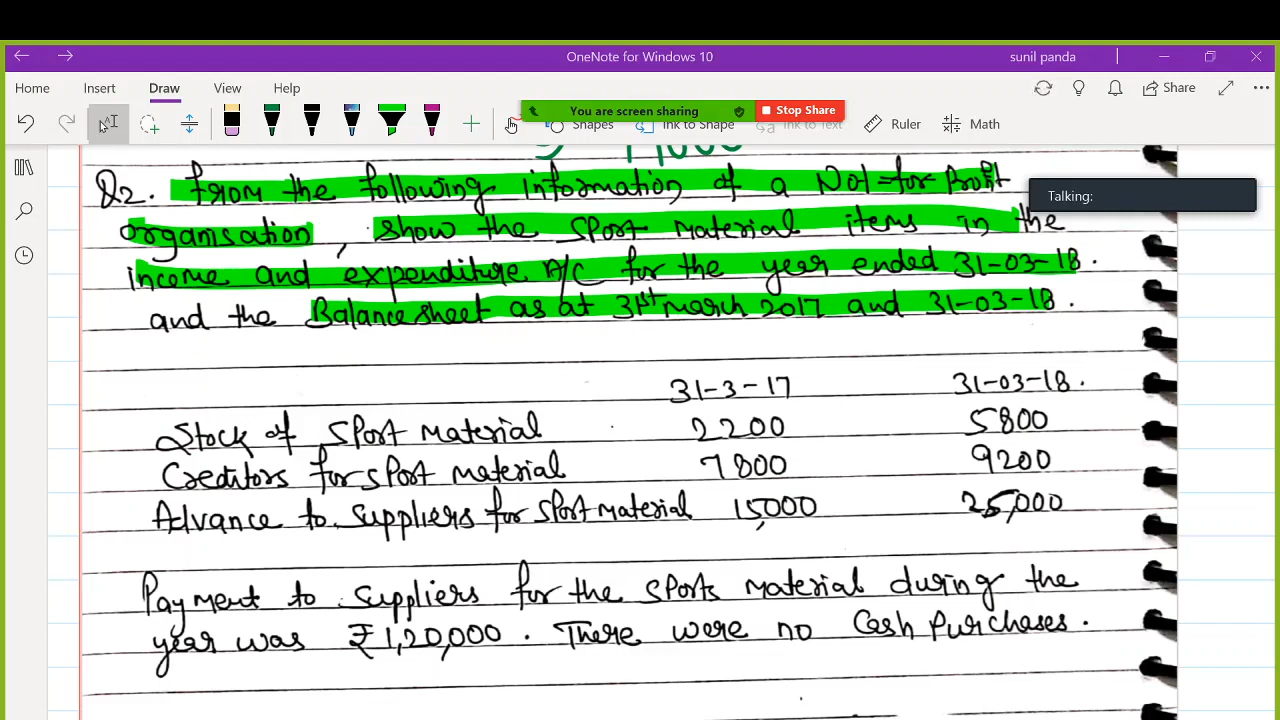 OneNote for Windows 10
sunil panda
Home Insert Draw View Help
You are screen sharing
Stop Share
Share
Shapes
Ink to Shape
Ink to Text
Ruler
Math
Talking:
Q2. From the following information of a Not-for-Profit
organisation, show the sport Material items in the
income and expenditure A/C for the year ended 31-03-18.
and the Balance sheet as at 31st march 2017 and 31-03-18.
31-3-17 31-03-18.
Stock of Sport Material 2200 5800
Creditors for sport material 7800 9200
Advance to suppliers for sport material 15,000 25,000
Payment to suppliers for the sports material during the
year was ₹1,20,000. There were no Cash Purchases.